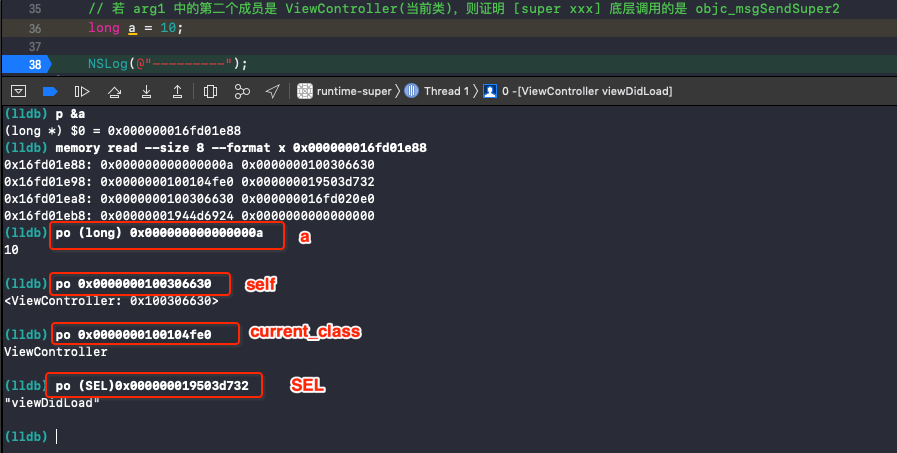 35 // 若 arg1 中的第二个成员是 ViewController(当前类)，则证明 [super xxx] 底层调用的是 objc_msgSendSuper2
36 long a = 10;
37
38 NSLog(@"---------");
runtime-super 〉 Thread 1 〉 0 -[ViewController viewDidLoad]
(lldb) p &a
(long *) $0 = 0x000000016fd01e88
(lldb) memory read --size 8 --format x 0x000000016fd01e88
0x16fd01e88: 0x000000000000000a 0x0000000100306630
0x16fd01e98: 0x0000000100104fe0 0x000000019503d732
0x16fd01ea8: 0x0000000100306630 0x000000016fd020e0
0x16fd01eb8: 0x00000001944d6924 0x0000000000000000
(lldb) po (long) 0x000000000000000a a
10
(lldb) po 0x0000000100306630 self
<ViewController: 0x100306630>
(lldb) po 0x0000000100104fe0 current_class
ViewController
(lldb) po (SEL)0x000000019503d732 SEL
"viewDidLoad"
(lldb)